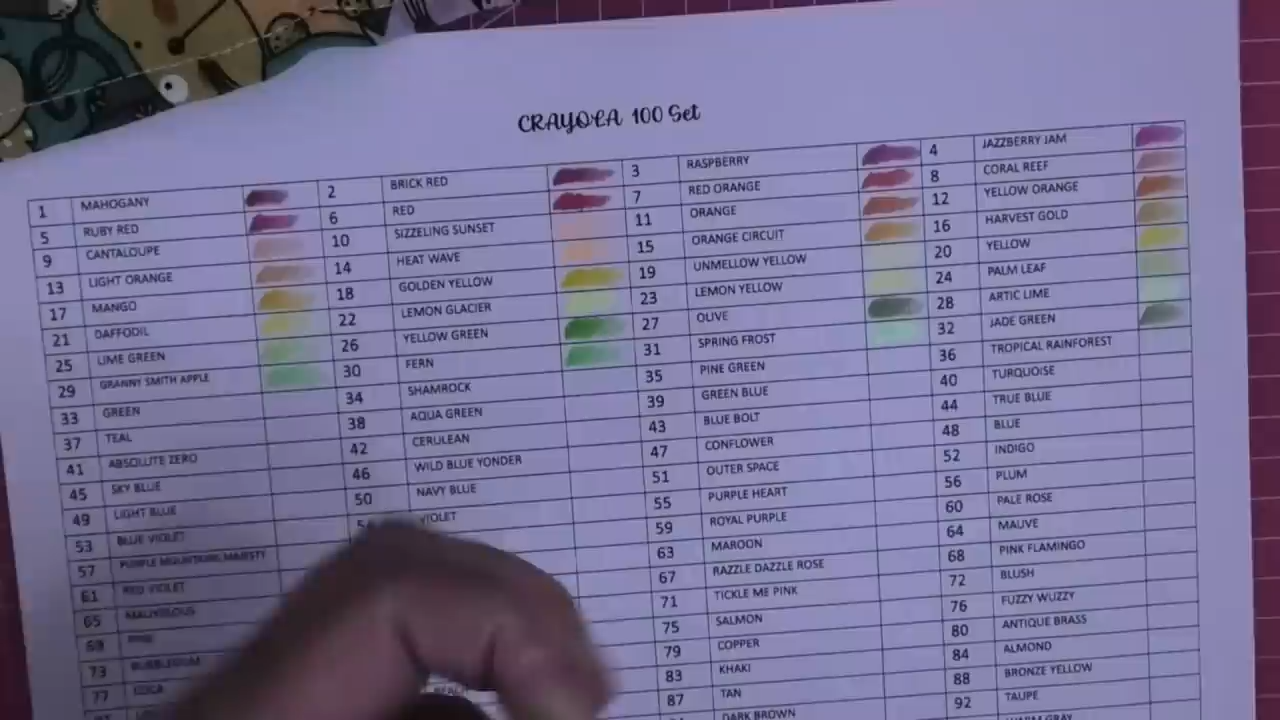 CRAYOLA 100 Set
1 MAHOGANY 2 BRICK RED 3 RASPBERRY 4 JAZZBERRY JAM
5 RUBY RED 6 RED 7 RED ORANGE 8 CORAL REEF
9 CANTALOUPE 10 SIZZELING SUNSET 11 ORANGE 12 YELLOW ORANGE
13 LIGHT ORANGE 14 HEAT WAVE 15 ORANGE CIRCUIT 16 HARVEST GOLD
17 MANGO 18 GOLDEN YELLOW 19 UNMELLOW YELLOW 20 YELLOW
21 DAFFODIL 22 LEMON GLACIER 23 LEMON YELLOW 24 PALM LEAF
25 LIME GREEN 26 YELLOW GREEN 27 OLIVE 28 ARTIC LIME
29 GRANNY SMITH APPLE 30 FERN 31 SPRING FROST 32 JADE GREEN
33 GREEN 34 SHAMROCK 35 PINE GREEN 36 TROPICAL RAINFOREST
37 TEAL 38 AQUA GREEN 39 GREEN BLUE 40 TURQUOISE
41 ABSOLUTE ZERO 42 CERULEAN 43 BLUE BOLT 44 TRUE BLUE
45 SKY BLUE 46 WILD BLUE YONDER 47 CONFLOWER 48 BLUE
49 LIGHT BLUE 50 NAVY BLUE 51 OUTER SPACE 52 INDIGO
53 BLUE VIOLET VIOLET 55 PURPLE HEART 56 PLUM
57 PURPLE MOUNTAINS MAJESTY 59 ROYAL PURPLE 60 PALE ROSE
61 RED VIOLET 63 MAROON 64 MAUVE
65 MAUVELOUS 67 RAZZLE DAZZLE ROSE 68 PINK FLAMINGO
69 PINK 71 TICKLE ME PINK 72 BLUSH
73 BUBBLEGUM 75 SALMON 76 FUZZY WUZZY
77 79 COPPER 80 ANTIQUE BRASS
83 KHAKI 84 ALMOND
87 TAN 88 BRONZE YELLOW
DARK BROWN 92 TAUPE
WARM GRAY